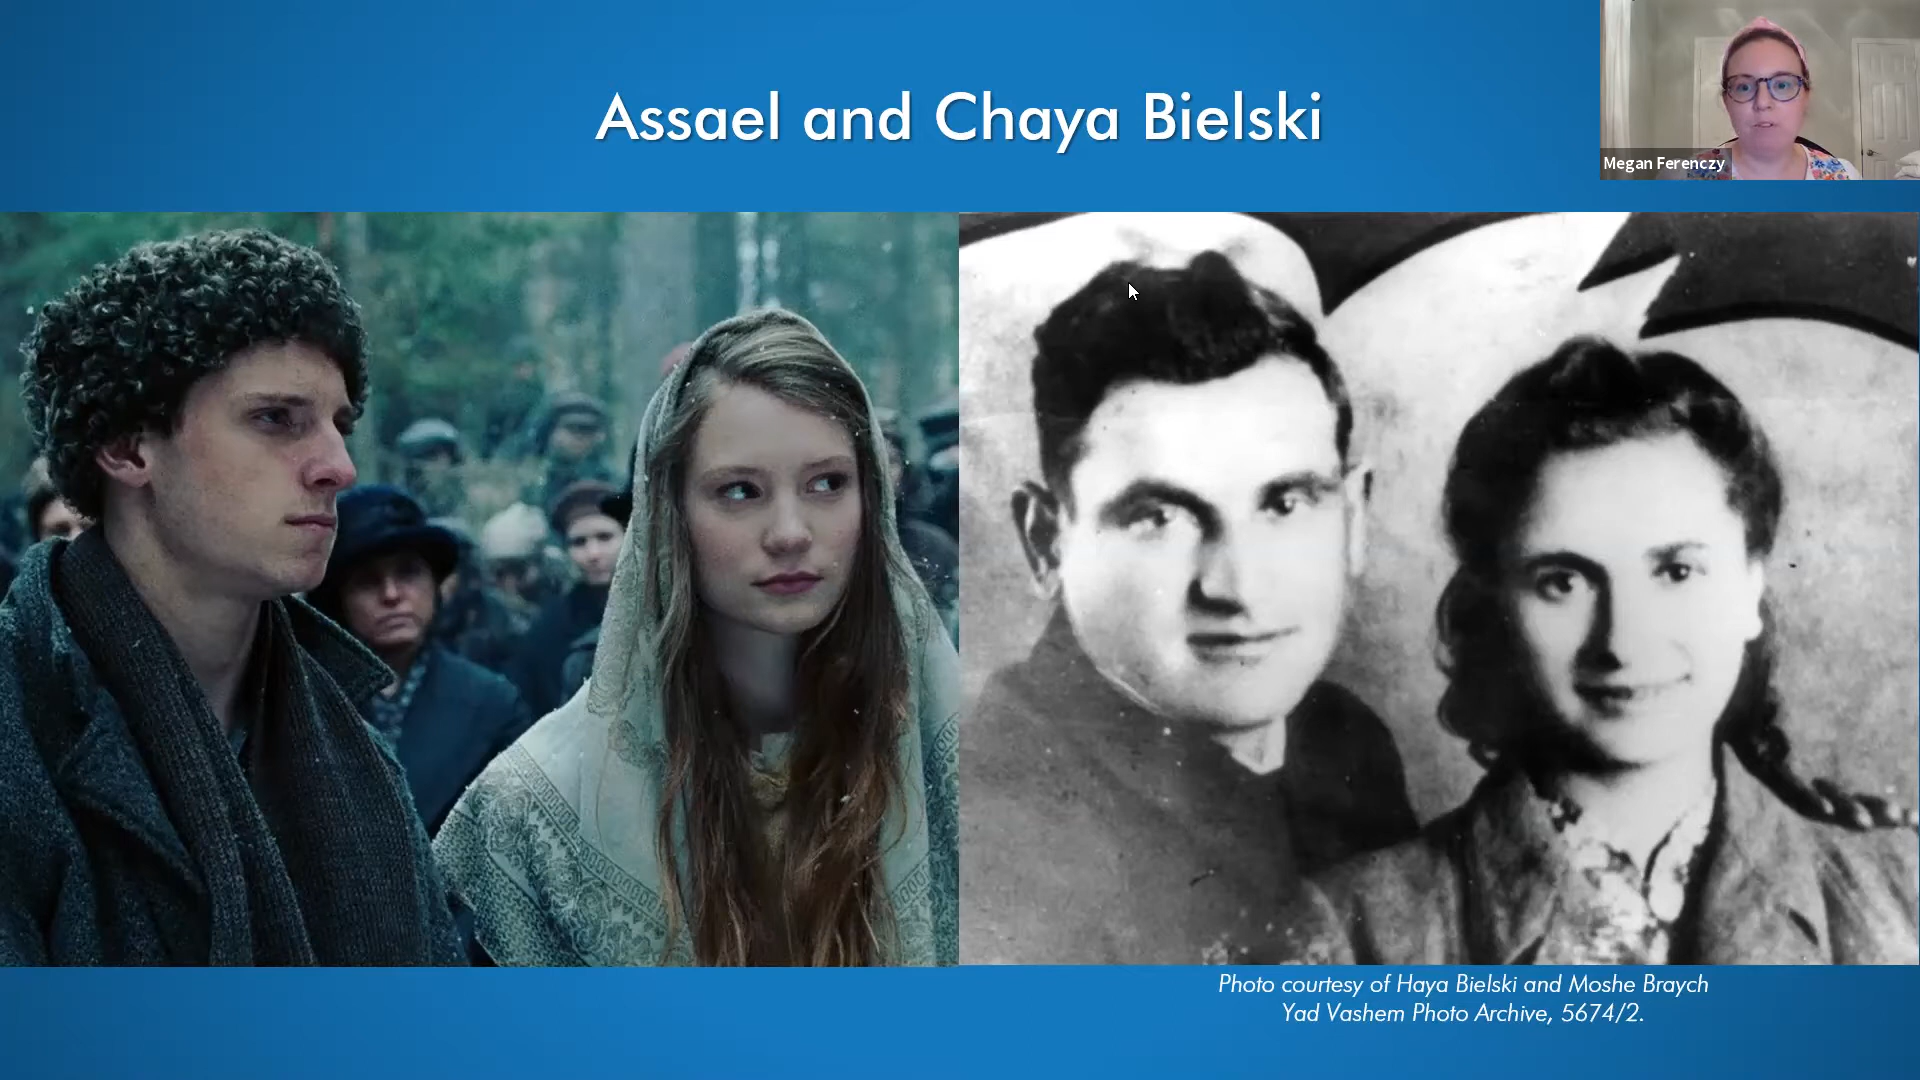 Assael and Chaya Bielski
Megan Ferenczy
Photo courtesy of Haya Bielski and Moshe Braych
Yad Vashem Photo Archive, 5674/2.